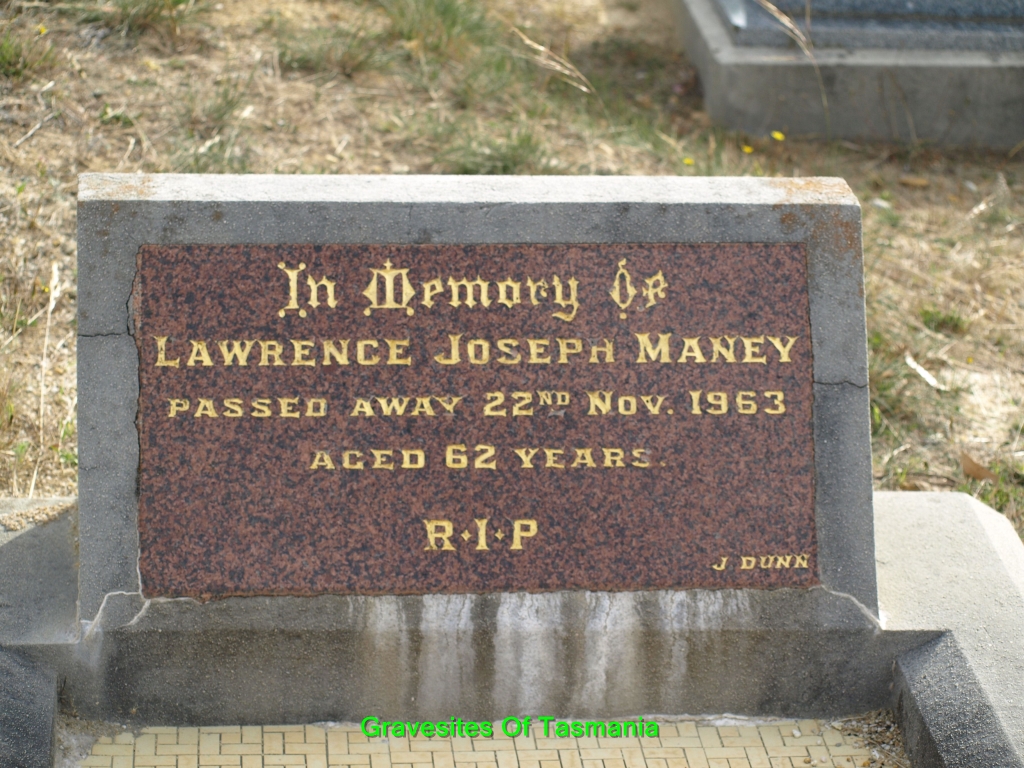 In Memory Of
LAWRENCE JOSEPH MANEY
PASSED AWAY 22ND NOV. 1963
AGED 62 YEARS.
R·I·P
J DUNN
Gravesites Of Tasmania